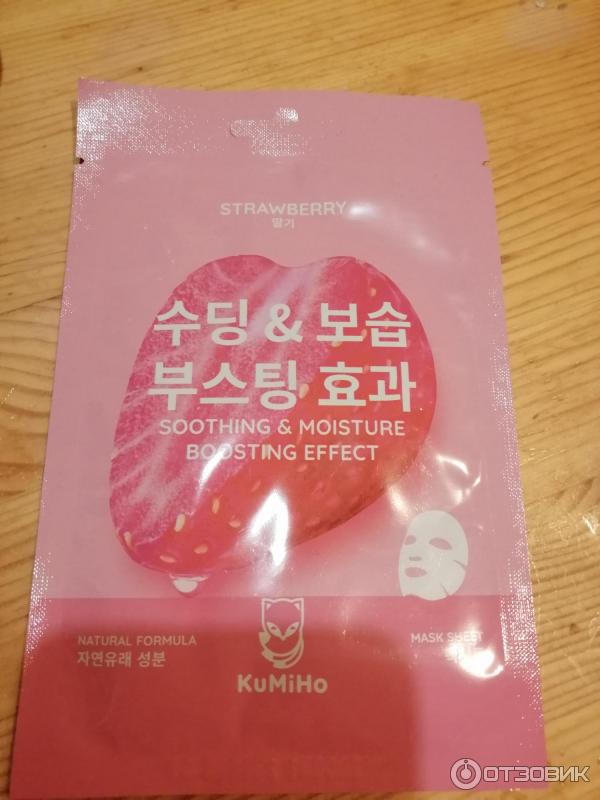 STRAWBERRY
딸기
수딩 & 보습
부스팅 효과
SOOTHING & MOISTURE
BOOSTING EFFECT
NATURAL FORMULA
자연유래 성분
MASK SHEET
KuMiHo
ОТЗОВИК